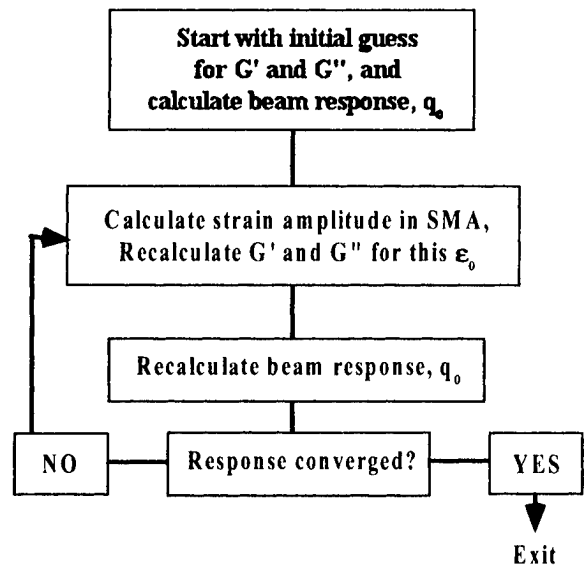 Start with initial guess
for G' and G'', and
calculate beam response, q₀
Calculate strain amplitude in SMA,
Recalculate G' and G'' for this ε₀
Recalculate beam response, q₀
NO
Response converged?
YES
Exit